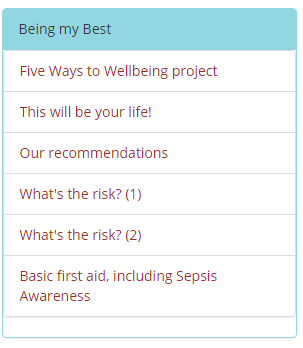 Being my Best
Five Ways to Wellbeing project
This will be your life!
Our recommendations
What's the risk? (1)
What's the risk? (2)
Basic first aid, including Sepsis
Awareness